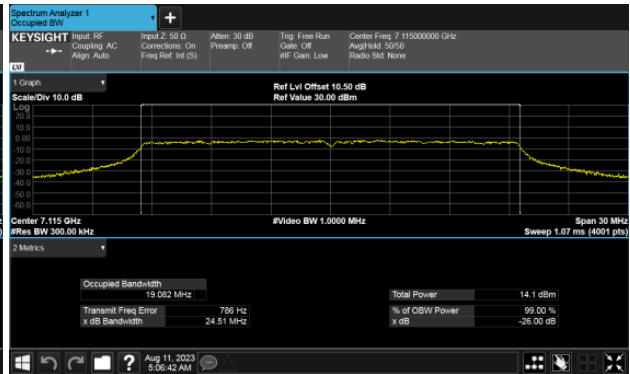 Spectrum Analyzer 1
Occupied BW
+
KEYSIGHT Input: RF Input Z: 50 Ω Atten: 30 dB Trig: Free Run Center Freq: 7.115000000 GHz
Coupling: AC Corrections: On Preamp: Off Gate: Off Avg|Hold: 50/50
Align: Auto Freq Ref: Int (S) #IF Gain: Low Radio Std: None
LXI
1 Graph
Ref Lvl Offset 10.50 dB
Scale/Div 10.0 dB Ref Value 30.00 dBm
Log
20.0
10.0
0.00
-10.0
-20.0
-30.0
-40.0
-50.0
-60.0
Center 7.115 GHz #Video BW 1.0000 MHz Span 30 MHz
#Res BW 300.00 kHz Sweep 1.07 ms (4001 pts)
2 Metrics
Occupied Bandwidth
19.082 MHz Total Power 14.1 dBm
Transmit Freq Error 786 Hz % of OBW Power 99.00 %
x dB Bandwidth 24.51 MHz x dB -26.00 dB
? Aug 11, 2023
5:06:42 AM